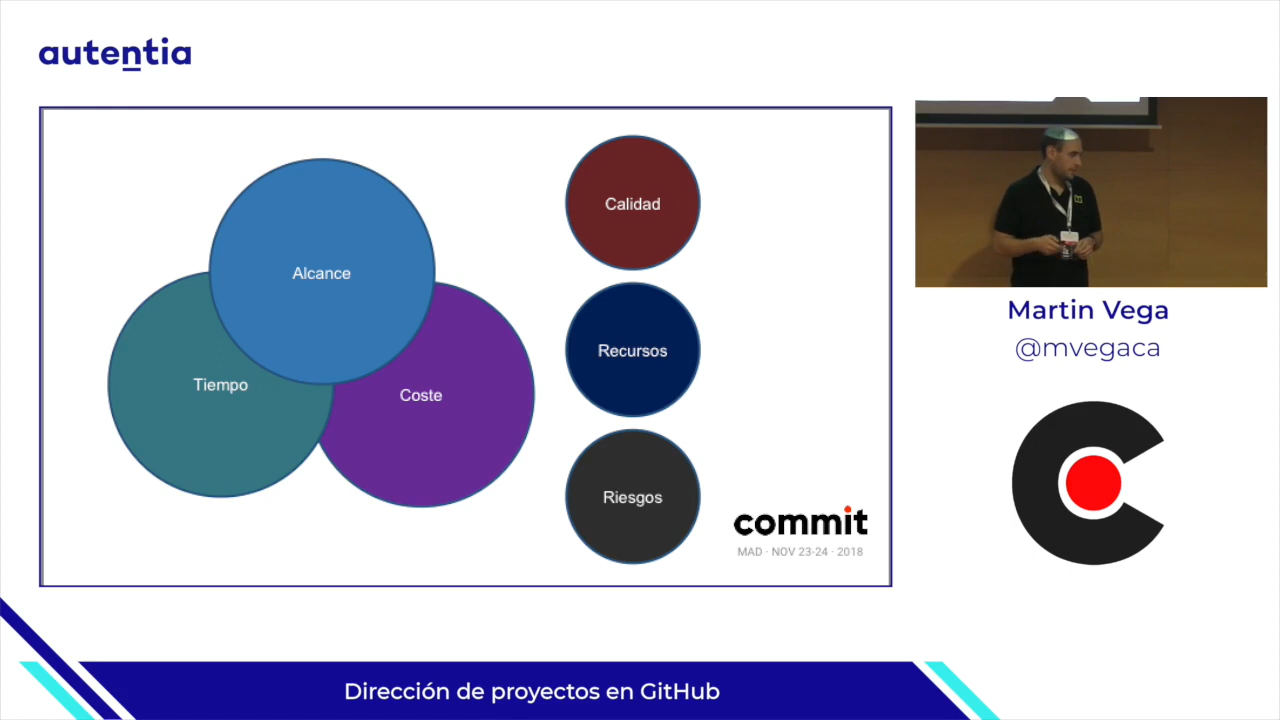 autentia
Alcance
Tiempo
Coste
Calidad
Recursos
Riesgos
commit
MAD · NOV 23-24 · 2018
Martin Vega
@mvegaca
Dirección de proyectos en GitHub